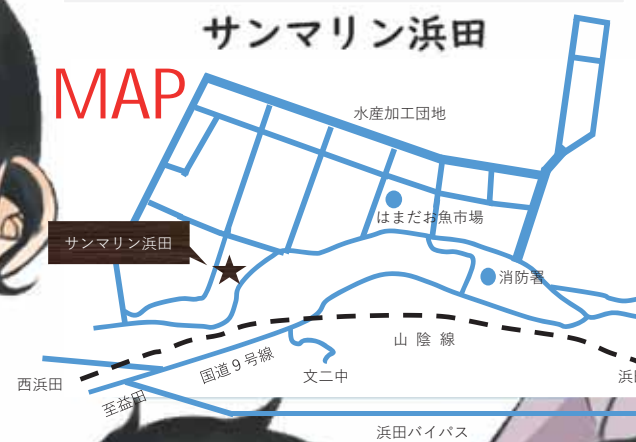 サンマリン浜田
MAP
水産加工団地
はまだお魚市場
サンマリン浜田
消防署
山陰線
国道9号線
西浜田
文二中
至益田
浜田バイパス